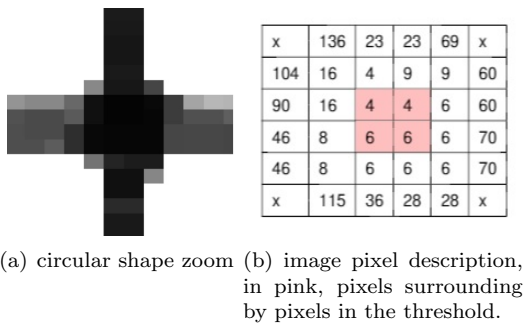 x 136 23 23 69 x
104 16 4 9 9 60
90 16 4 4 6 60
46 8 6 6 6 70
46 8 6 6 6 70
x 115 36 28 28 x
(a) circular shape zoom
(b) image pixel description,
in pink, pixels surrounding
by pixels in the threshold.